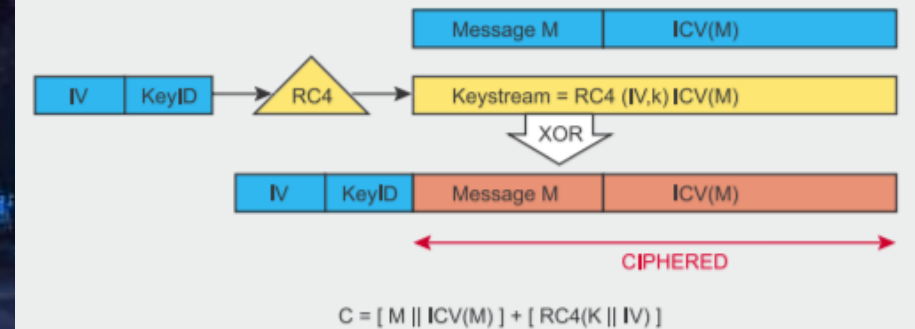 Message M ICV(M)
IV KeyID RC4 Keystream = RC4 (IV,k) ICV(M)
XOR
IV KeyID Message M ICV(M)
CIPHERED
C = [ M || ICV(M) ] + [ RC4(K || IV) ]